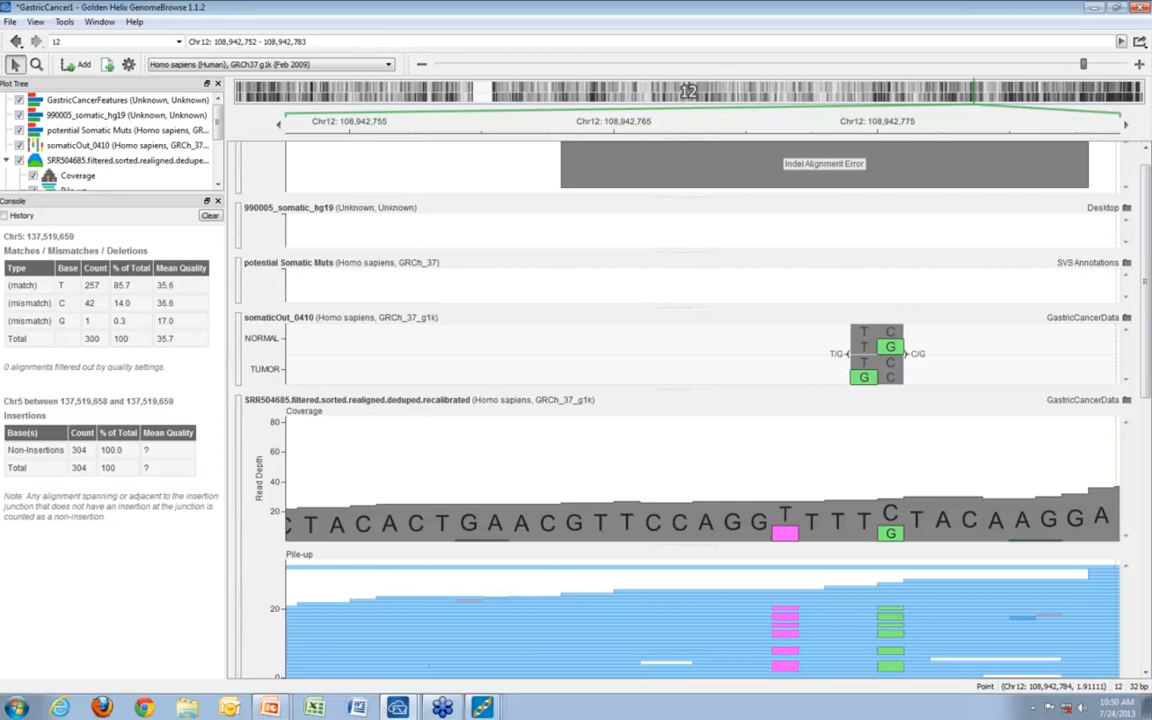 *GastricCancer1 - Golden Helix GenomeBrowse 1.1.2
File View Tools Window Help
12 Chr12: 108,942,752 - 108,942,783
Add Homo sapiens (Human), GRCh37 g1k (Feb 2009)
Plot Tree
GastricCancerFeatures (Unknown, Unknown)
990005_somatic_hg19 (Unknown, Unknown)
potential Somatic Muts (Homo sapiens, GR
somaticOut_0410 (Homo sapiens, GRCh_37...
SRR504685.filtered.sorted.realigned.dedupe...
Coverage
Console
History Clear
Chr5: 137,519,659
Matches / Mismatches / Deletions
Type Base Count % of Total Mean Quality
(match) T 257 85.7 35.6
(mismatch) C 42 14.0 36.6
(mismatch) G 1 0.3 17.0
Total 300 100 35.7
0 alignments filtered out by quality settings.
Chr5 between 137,519,658 and 137,519,659
Insertions
Base(s) Count % of Total Mean Quality
Non-Insertions 304 100.0 ?
Total 304 100 ?
Note: Any alignment spanning or adjacent to the insertion
junction that does not have an insertion at the junction is
counted as a non-insertion.
12
Chr12: 108,942,755 Chr12: 108,942,765 Chr12: 108,942,775
Indel Alignment Error
990005_somatic_hg19 (Unknown, Unknown) Desktop
potential Somatic Muts (Homo sapiens, GRCh_37) SVS Annotations
somaticOut_0410 (Homo sapiens, GRCh_37_g1k) GastricCancerData
T C
NORMAL T G
T/G C/G
T C
TUMOR G C
SRR504685.filtered.sorted.realigned.deduped.recalibrated (Homo sapiens, GRCh_37_g1k) GastricCancerData
Coverage
80
60
40
20
Read Depth
C T A C A C T G A A C G T T C C A G G T T T T C T A C A A G G A
G
Pile-up
20
0
Point (Chr12: 108,942,784, 1.91111) 12 32 bp
10:50 AM
7/24/2013